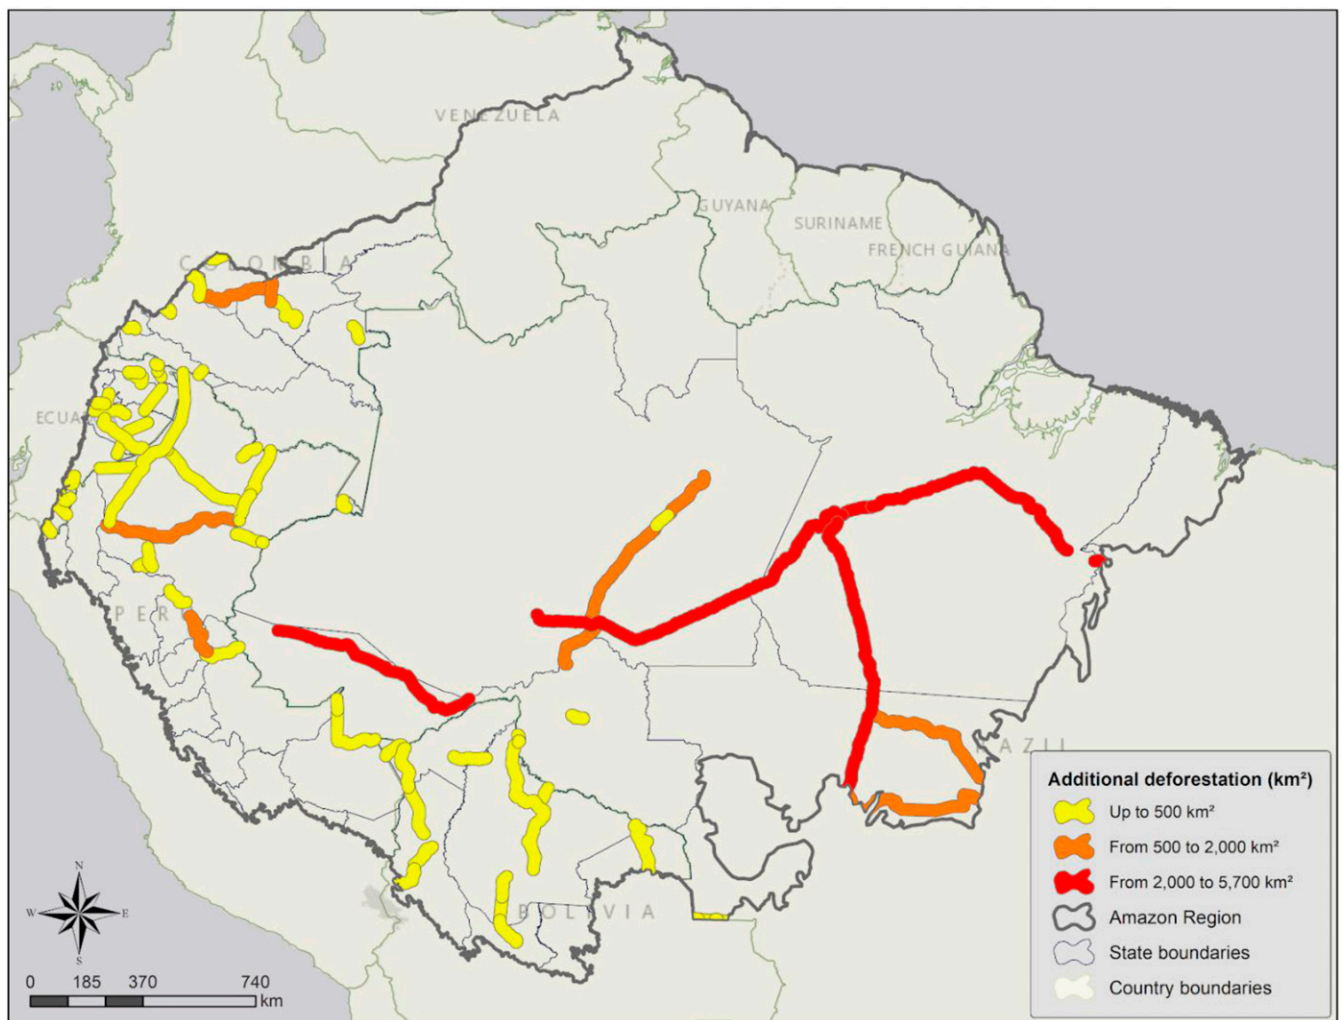 VENEZUELA
GUYANA
SURINAME
FRENCH GUIANA
COLOMBIA
ECUA
PER
AZIL
BOLIVIA
N
W
E
S
0 185 370 740
km
Additional deforestation (km²)
Up to 500 km²
From 500 to 2,000 km²
From 2,000 to 5,700 km²
Amazon Region
State boundaries
Country boundaries